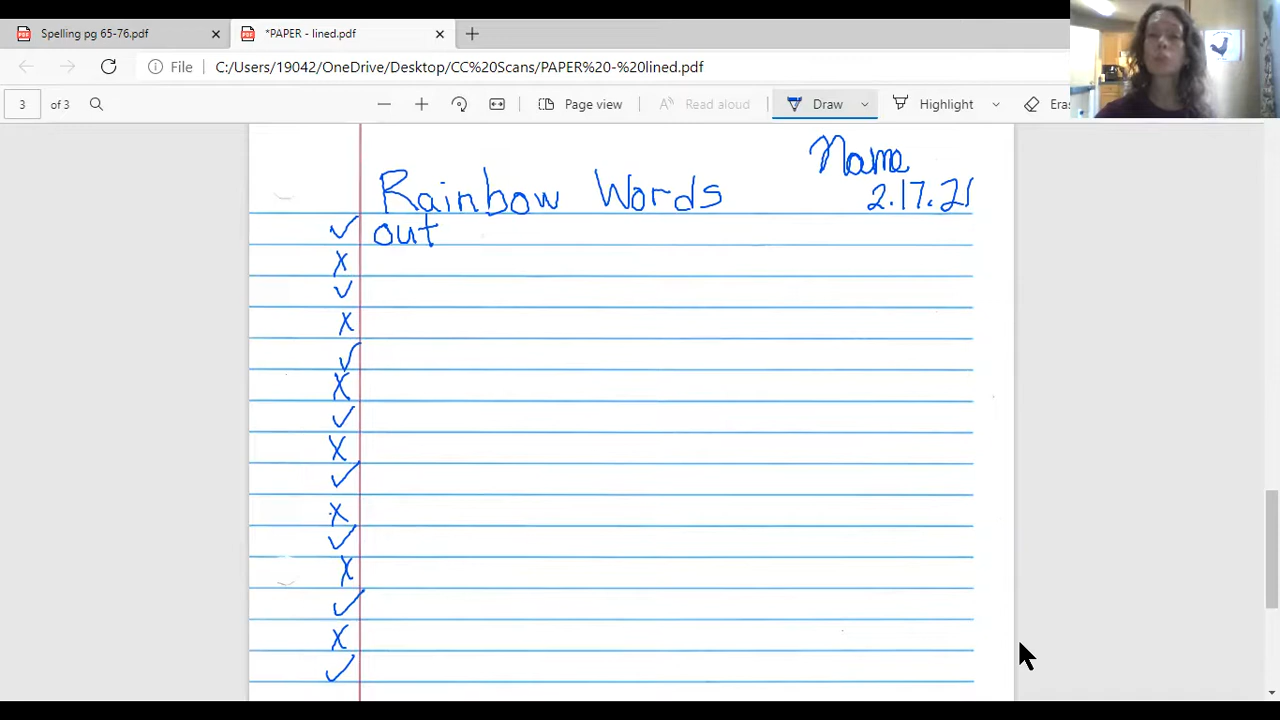 Spelling pg 65-76.pdf
*PAPER - lined.pdf
File C:/Users/19042/OneDrive/Desktop/CC%20Scans/PAPER%20-%20lined.pdf
3 of 3 Page view Read aloud Draw Highlight Eras
Name
Rainbow Words 2.17.21
✓ out
X
✓
X
✓
X
✓
X
✓
X
✓
X
✓
X
✓